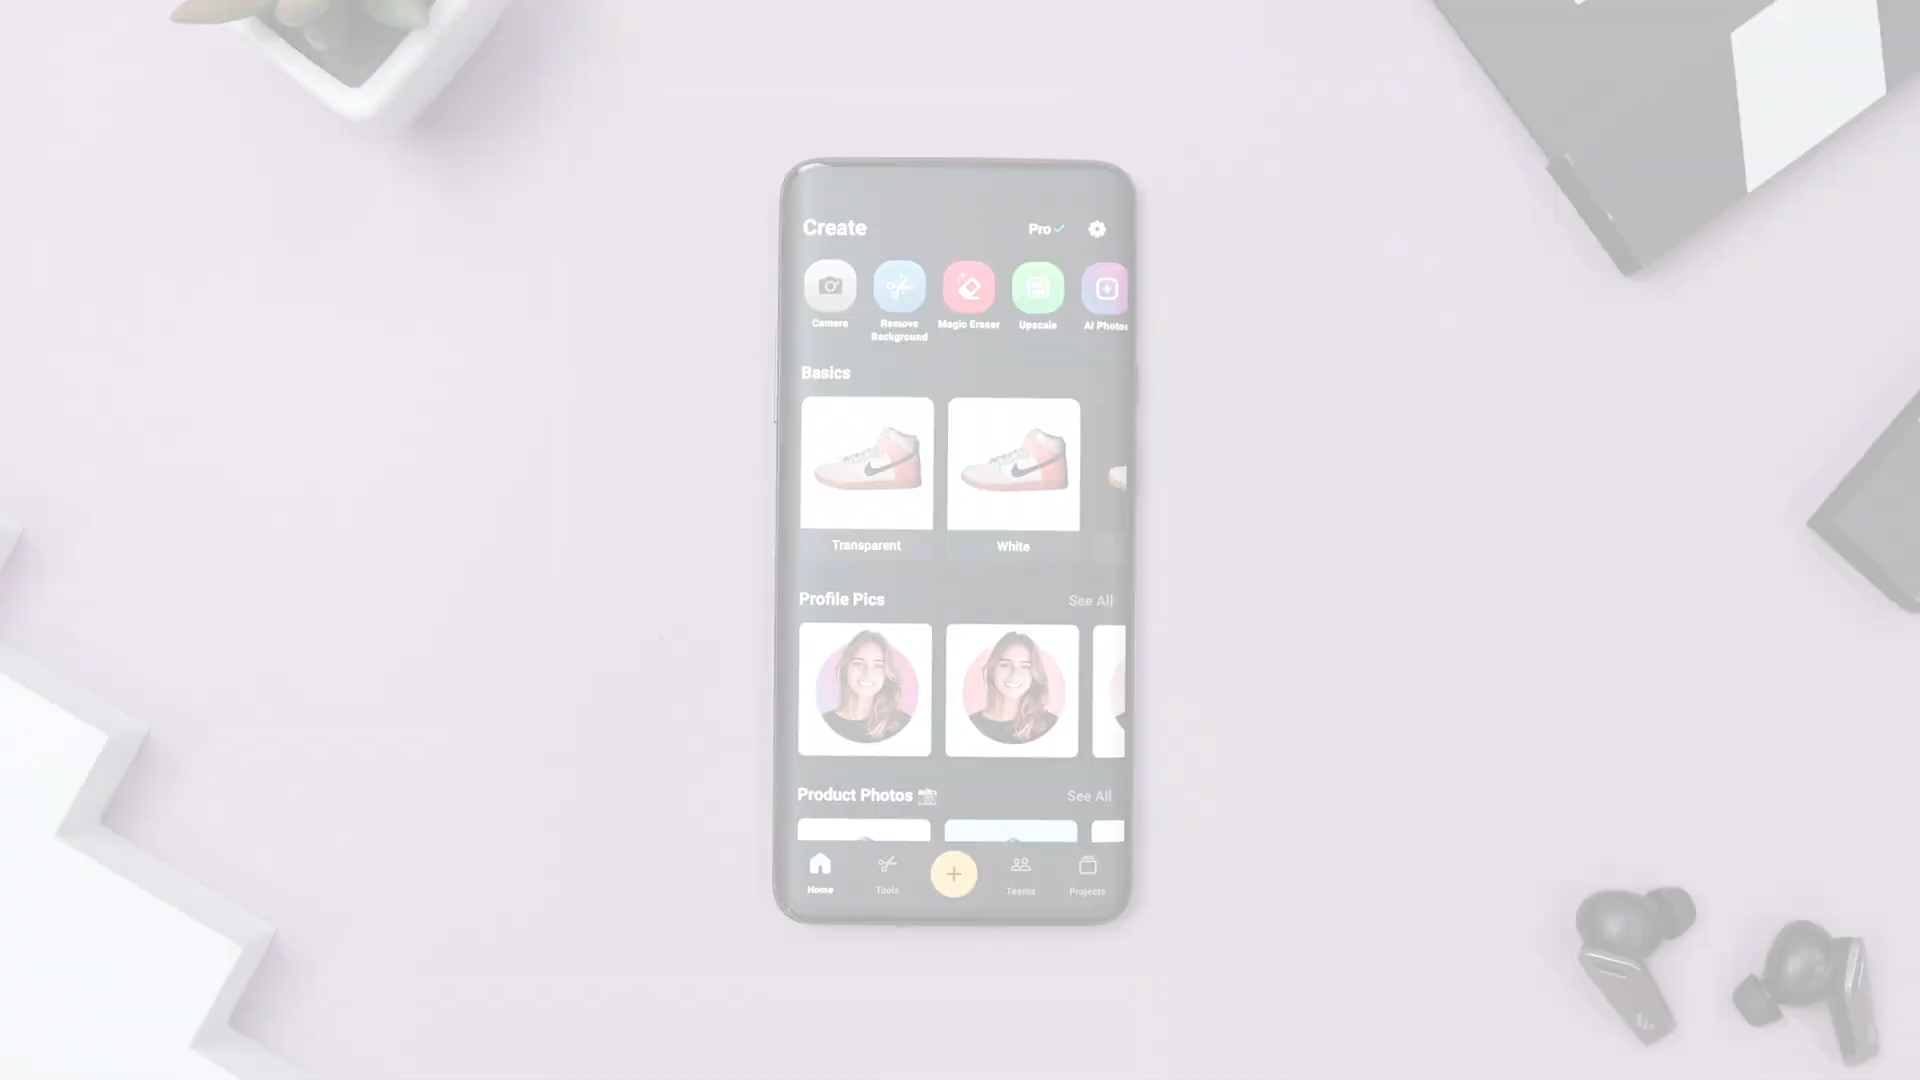 Create
Pro
Camera
Remove
Background
Magic Eraser
Upscale
AI Photos
Basics
Transparent
White
Profile Pics
See All
Product Photos
See All
Home
Tools
Teams
Projects